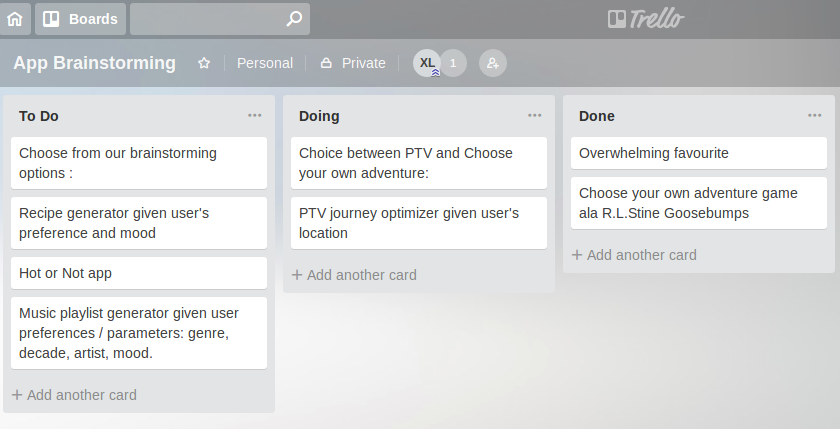 Boards
Trello
App Brainstorming
Personal
Private
XL
1
To Do
Choose from our brainstorming
options :
Recipe generator given user's
preference and mood
Hot or Not app
Music playlist generator given user
preferences / parameters: genre,
decade, artist, mood.
+ Add another card
Doing
Choice between PTV and Choose
your own adventure:
PTV journey optimizer given user's
location
+ Add another card
Done
Overwhelming favourite
Choose your own adventure game
ala R.L.Stine Goosebumps
+ Add another card